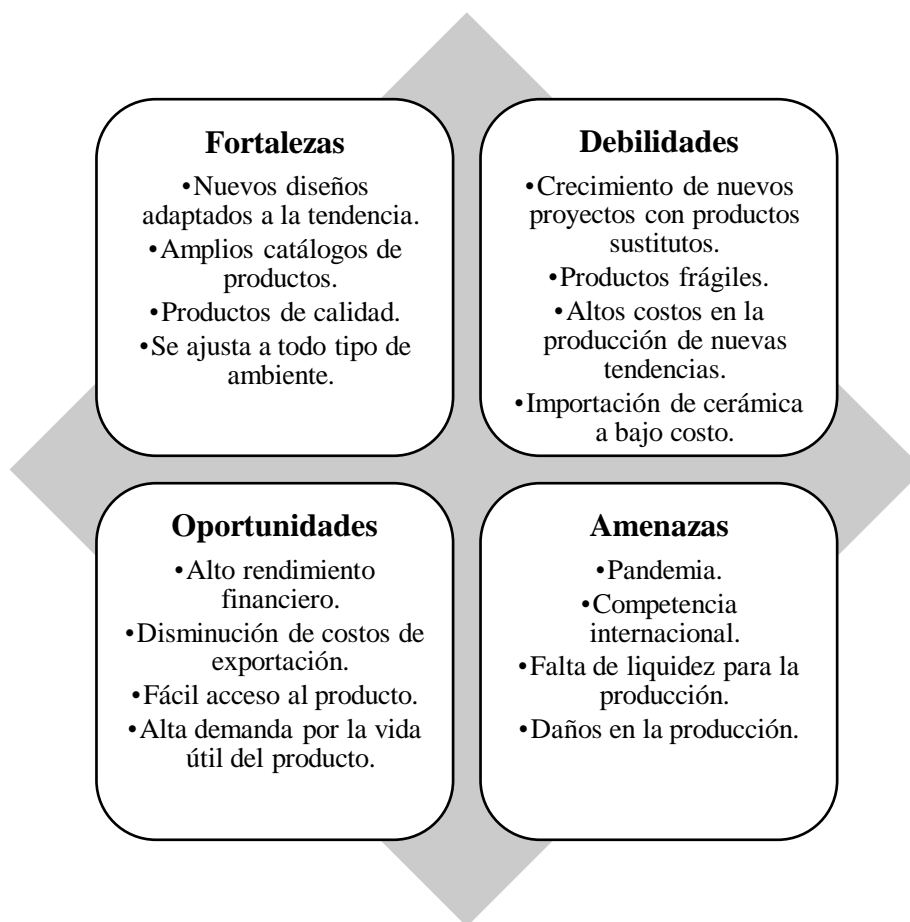 Fortalezas
•Nuevos diseños
adaptados a la tendencia.
•Amplios catálogos de
productos.
•Productos de calidad.
•Se ajusta a todo tipo de
ambiente.
Debilidades
•Crecimiento de nuevos
proyectos con productos
sustitutos.
•Productos frágiles.
•Altos costos en la
producción de nuevas
tendencias.
•Importación de cerámica
a bajo costo.
Oportunidades
•Alto rendimiento
financiero.
•Disminución de costos de
exportación.
•Fácil acceso al producto.
•Alta demanda por la vida
útil del producto.
Amenazas
•Pandemia.
•Competencia
internacional.
•Falta de liquidez para la
producción.
•Daños en la producción.